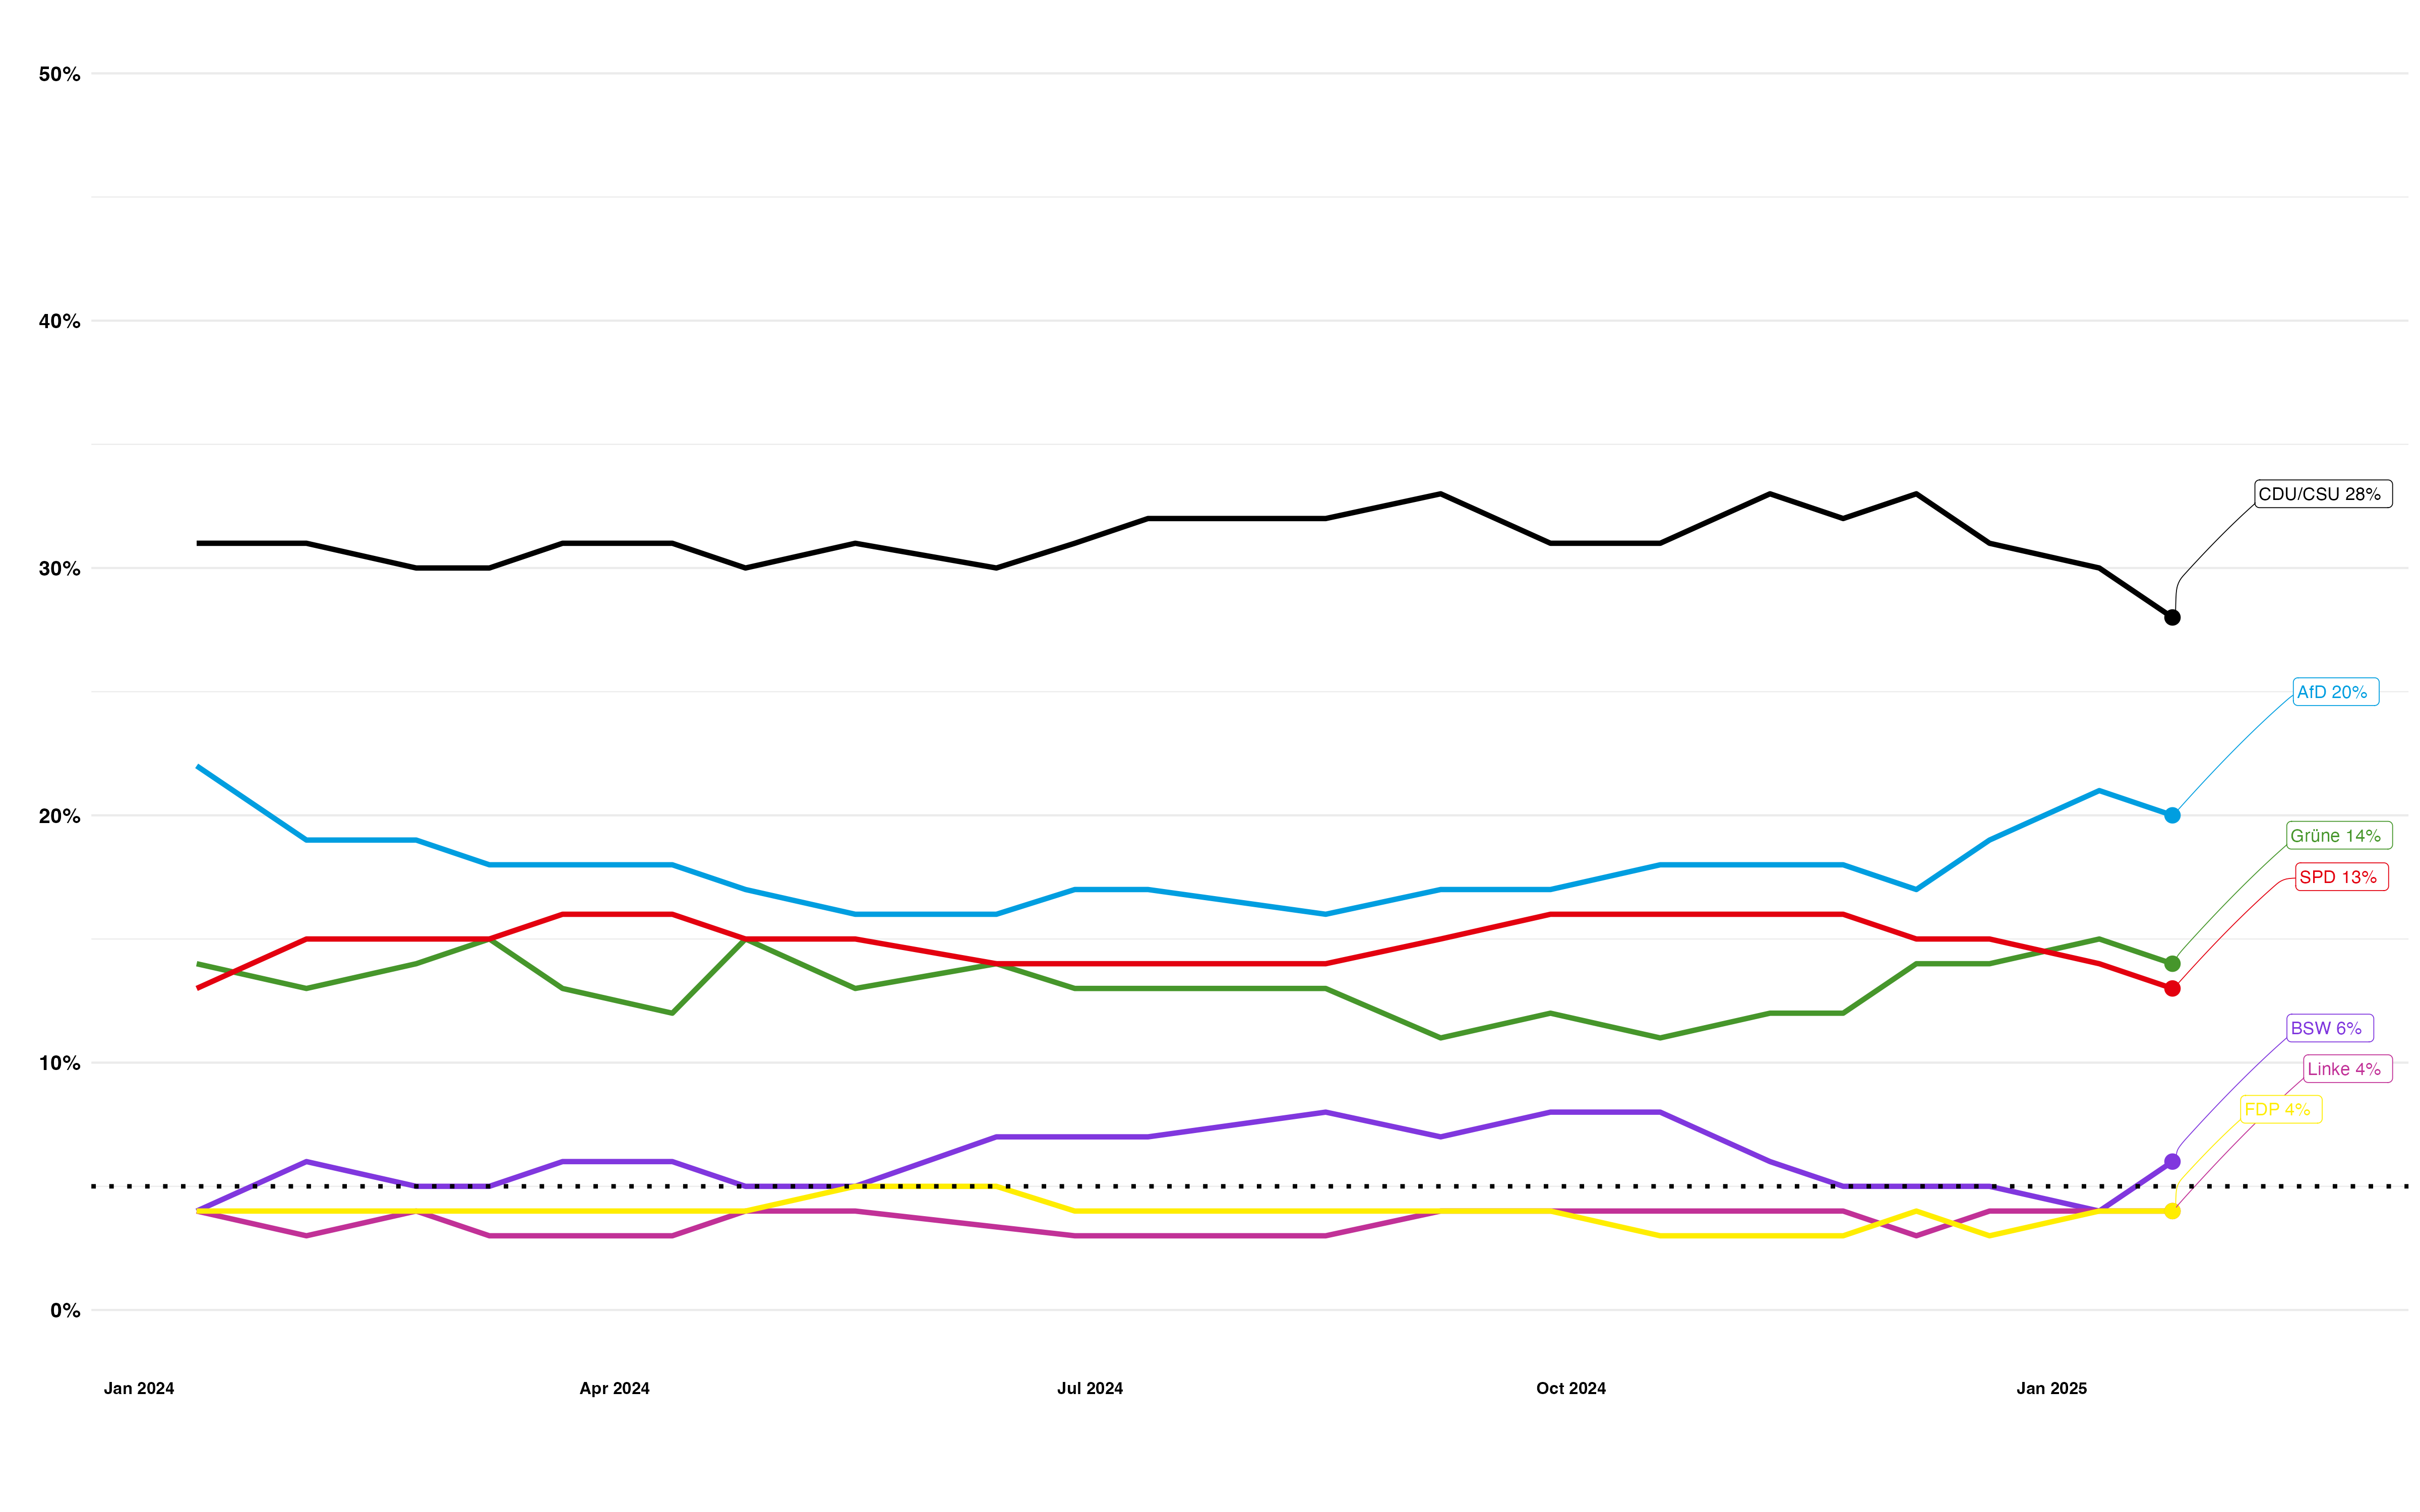 50%
40%
30%
20%
10%
0%
CDU/CSU 28%
AfD 20%
Grüne 14%
SPD 13%
BSW 6%
Linke 4%
FDP 4%
Jan 2024
Apr 2024
Jul 2024
Oct 2024
Jan 2025